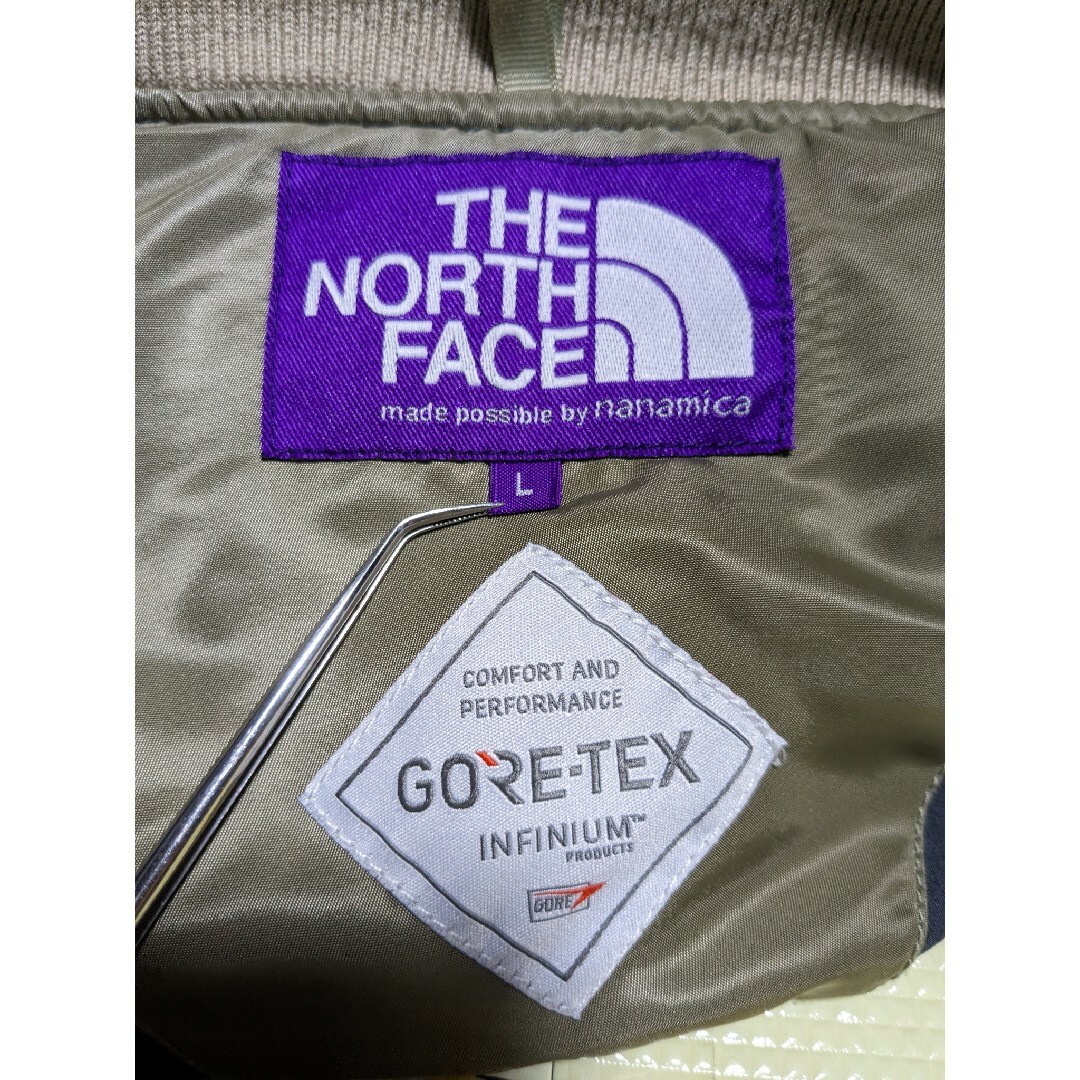 THE
NORTH
FACE
made possible by nanamica
L
COMFORT AND
PERFORMANCE
GORE-TEX
INFINIUM™
PRODUCTS
GORE